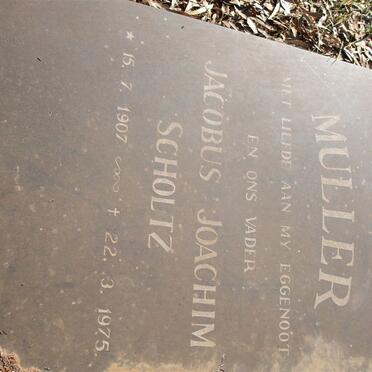 MULLER
MET LIEFDE AAN MY EGGENOOT
EN ONS VADER
JACOBUS JOACHIM
SCHOLTZ
★ 15. 7. 1907 ∞ † 22. 3. 1975.